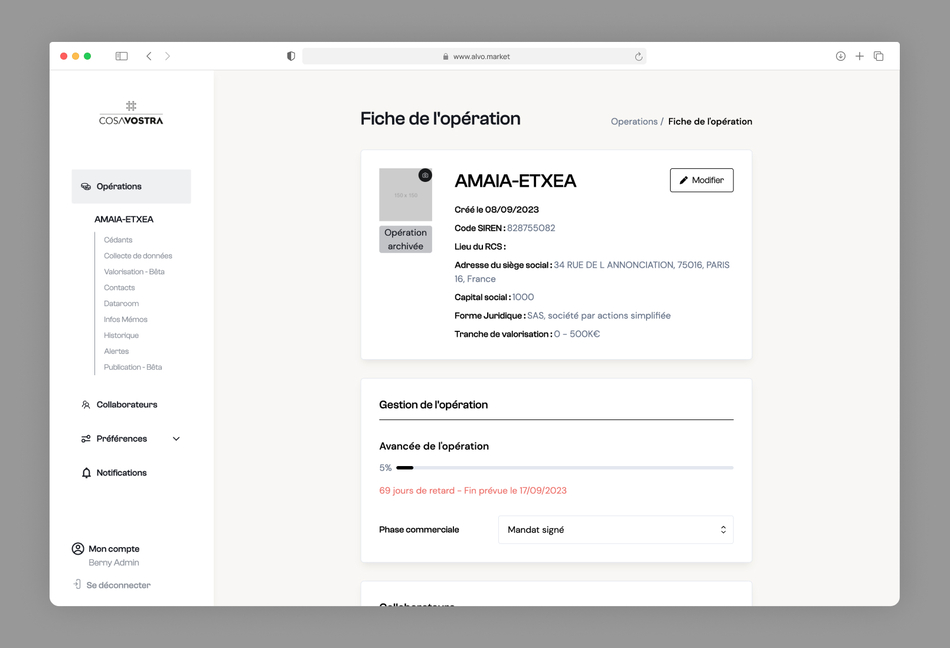 www.alvo.market
COSAVOSTRA
Opérations
AMAIA-ETXEA
Cédants
Collecte de données
Valorisation - Bêta
Contacts
Dataroom
Infos Mémos
Historique
Alertes
Publication - Bêta
Collaborateurs
Préférences
Notifications
Mon compte
Berny Admin
Se déconnecter
Fiche de l'opération
Operations / Fiche de l'opération
150 x 150
Opération
archivée
AMAIA-ETXEA
Modifier
Créé le 08/09/2023
Code SIREN : 828755082
Lieu du RCS :
Adresse du siège social : 34 RUE DE L ANNONCIATION, 75016, PARIS
16, France
Capital social : 1000
Forme Juridique : SAS, société par actions simplifiée
Tranche de valorisation : 0 - 500K€
Gestion de l'opération
Avancée de l'opération
5%
69 jours de retard - Fin prévue le 17/09/2023
Phase commerciale
Mandat signé
Collaborateurs